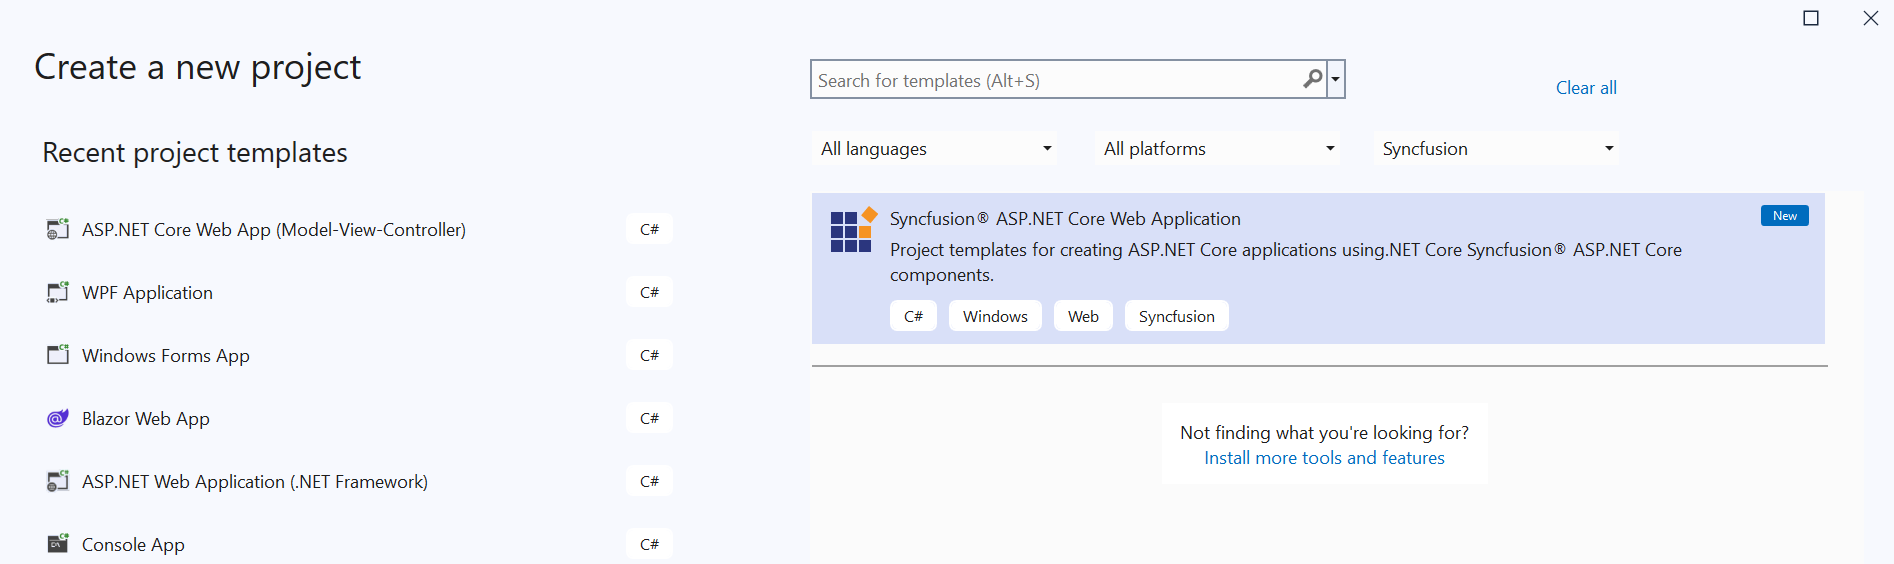 Create a new project
Search for templates (Alt+S)
Clear all
Recent project templates
All languages
All platforms
Syncfusion
ASP.NET Core Web App (Model-View-Controller)
C#
WPF Application
C#
Windows Forms App
C#
Blazor Web App
C#
ASP.NET Web Application (.NET Framework)
C#
Console App
C#
Syncfusion® ASP.NET Core Web Application
New
Project templates for creating ASP.NET Core applications using.NET Core Syncfusion® ASP.NET Core
components.
C#
Windows
Web
Syncfusion
Not finding what you're looking for?
Install more tools and features